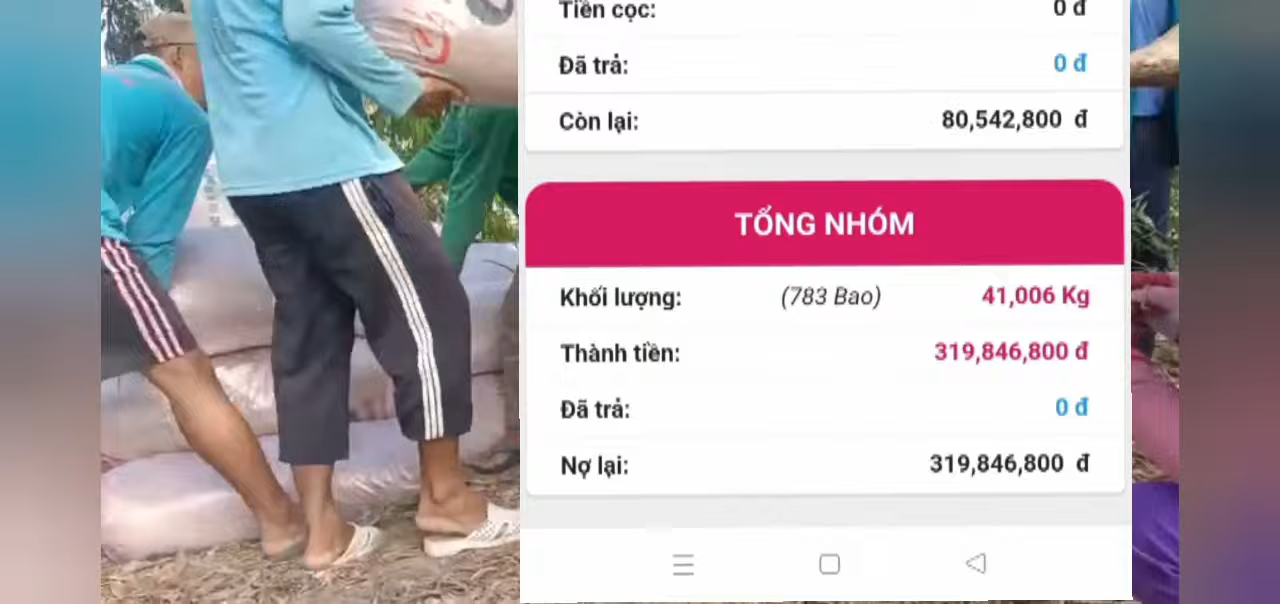 Tiền cọc: 0 đ
Đã trả: 0 đ
Còn lại: 80,542,800 đ
TỔNG NHÓM
Khối lượng: (783 Bao) 41,006 Kg
Thành tiền: 319,846,800 đ
Đã trả: 0 đ
Nợ lại: 319,846,800 đ